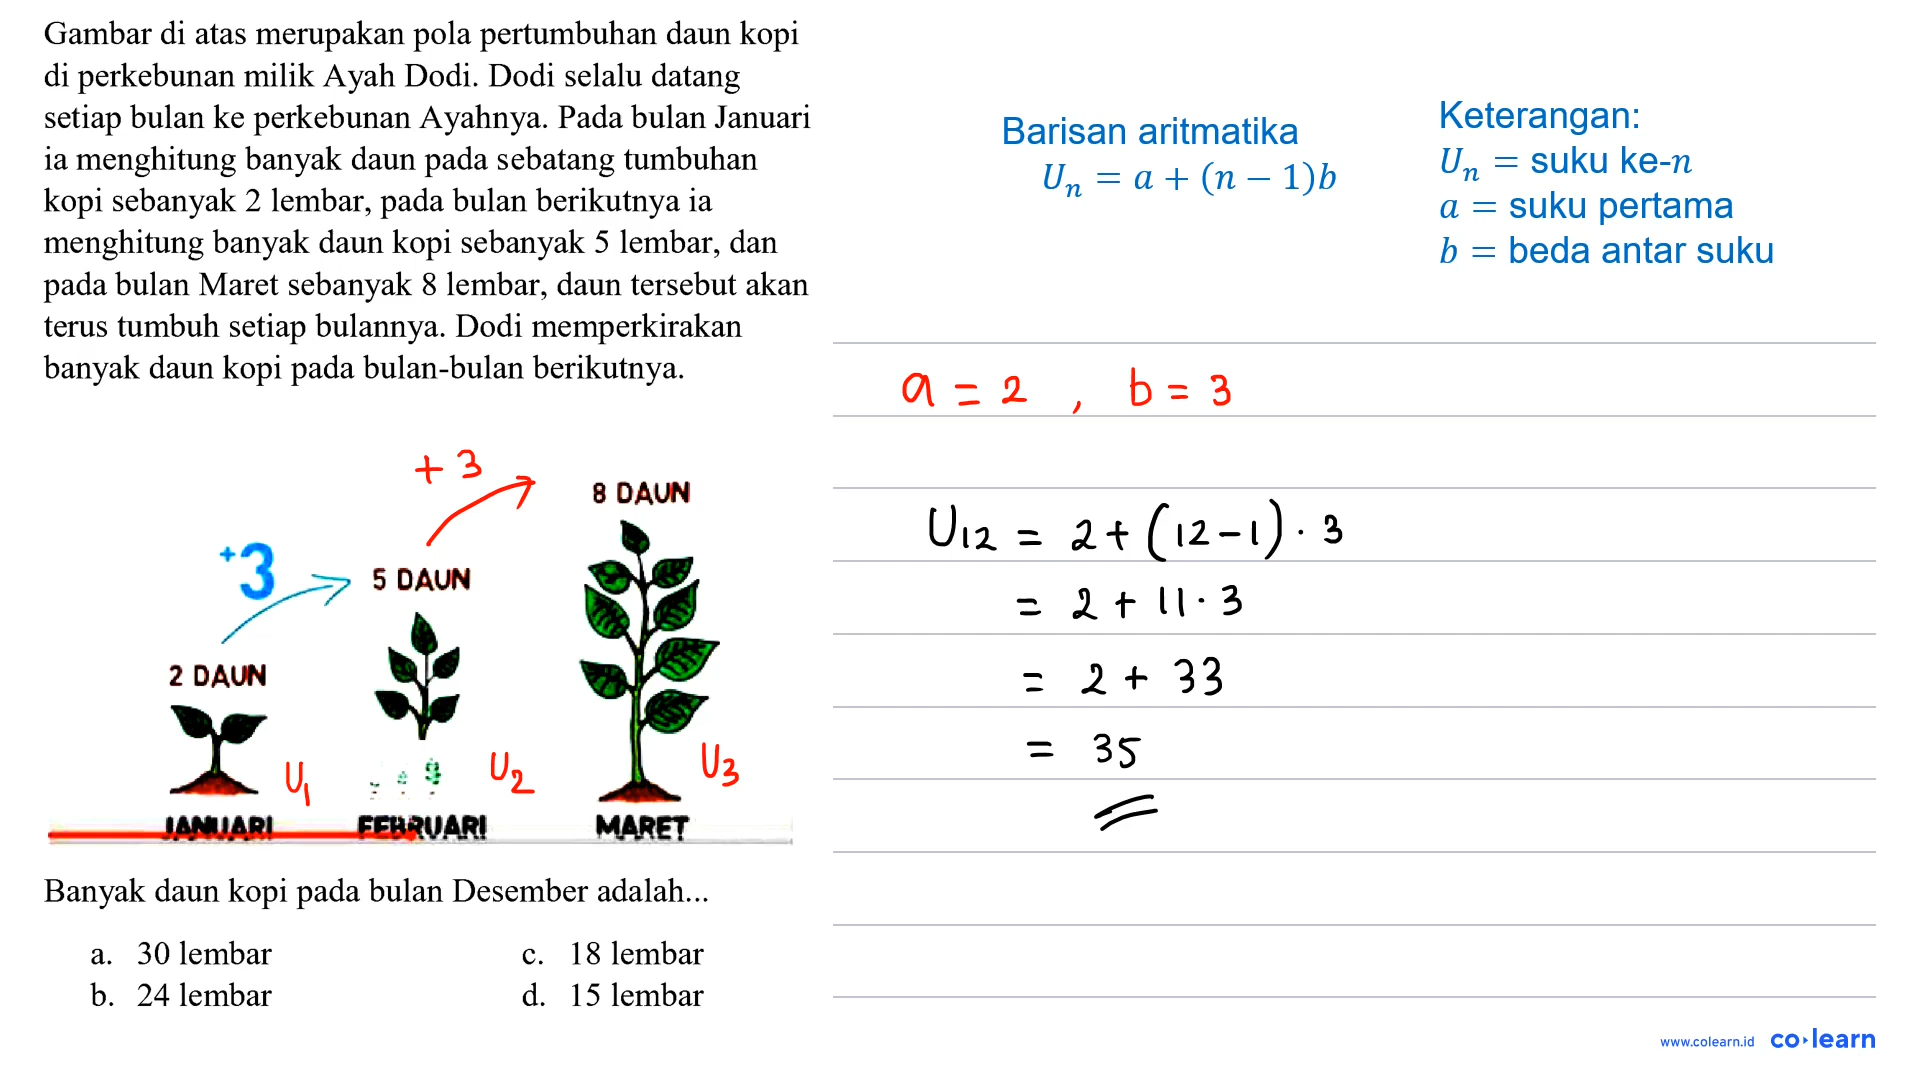 Gambar di atas merupakan pola pertumbuhan daun kopi
di perkebunan milik Ayah Dodi. Dodi selalu datang
setiap bulan ke perkebunan Ayahnya. Pada bulan Januari
ia menghitung banyak daun pada sebatang tumbuhan
kopi sebanyak 2 lembar, pada bulan berikutnya ia
menghitung banyak daun kopi sebanyak 5 lembar, dan
pada bulan Maret sebanyak 8 lembar, daun tersebut akan
terus tumbuh setiap bulannya. Dodi memperkirakan
banyak daun kopi pada bulan-bulan berikutnya.
+3
+3
8 DAUN
5 DAUN
2 DAUN
U₁
U₂
U₃
JANUARI
FEBRUARI
MARET
Banyak daun kopi pada bulan Desember adalah...
a. 30 lembar
b. 24 lembar
c. 18 lembar
d. 15 lembar
Barisan aritmatika
Uₙ = a + (n − 1)b
Keterangan:
Uₙ = suku ke-n
a = suku pertama
b = beda antar suku
a = 2 , b = 3
U₁₂ = 2 + (12 − 1) · 3
= 2 + 11 · 3
= 2 + 33
= 35
www.colearn.id
co learn